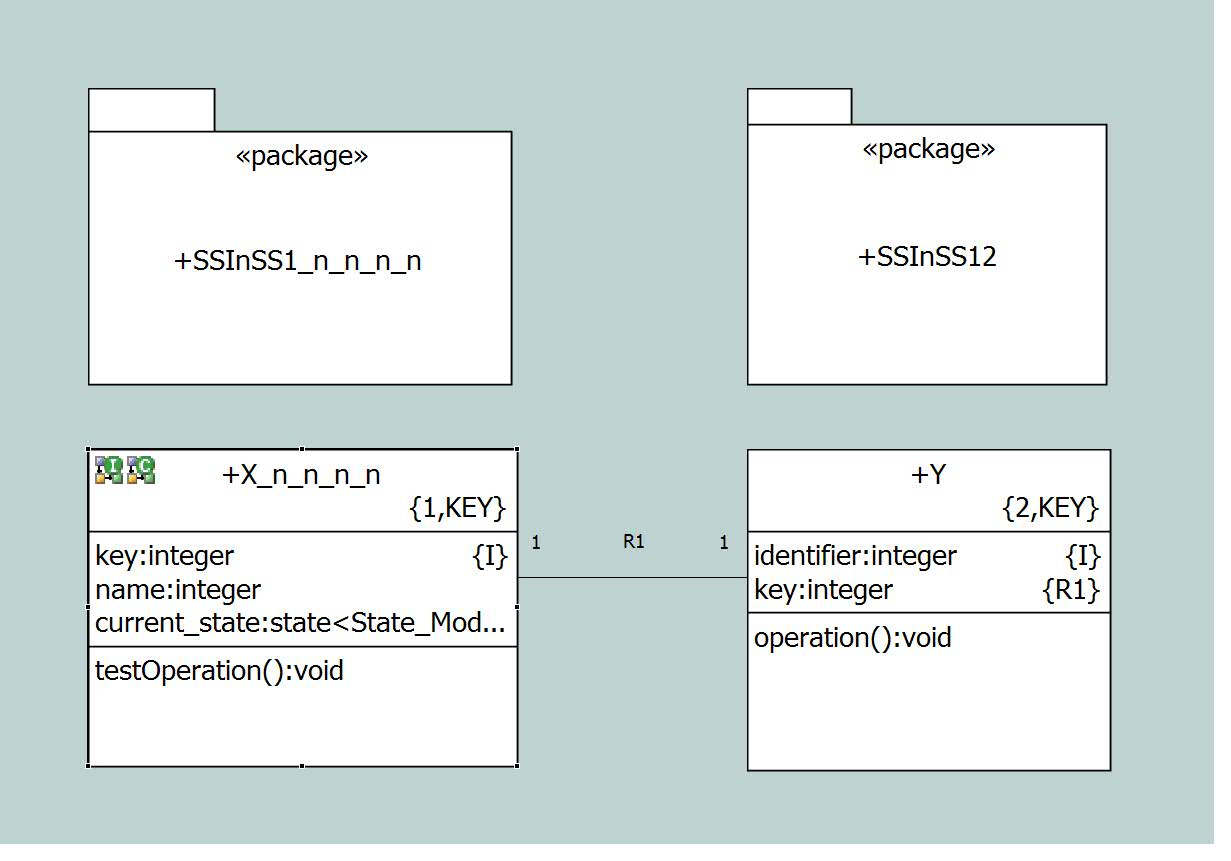 «package»
+SSInSS1_n_n_n_n
«package»
+SSInSS12
I C
+X_n_n_n_n
{1,KEY}
key:integer {I}
name:integer
current_state:state<State_Mod...
testOperation():void
1 R1 1
+Y
{2,KEY}
identifier:integer {I}
key:integer {R1}
operation():void